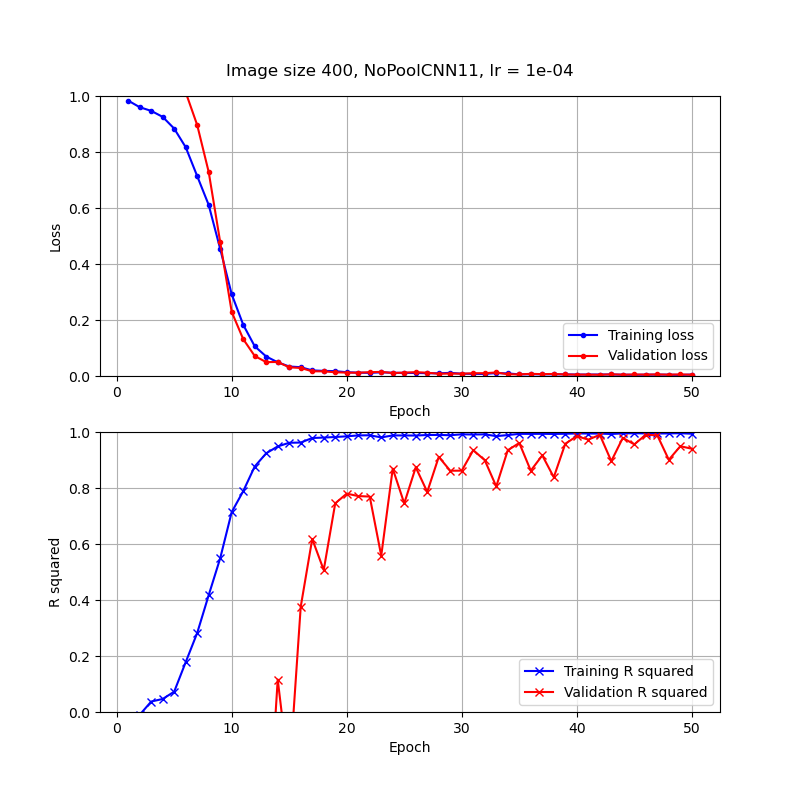 Image size 400, NoPoolCNN11, lr = 1e-04
1.0
0.8
0.6
0.4
0.2
0.0
Loss
Training loss
Validation loss
0 10 20 30 40 50
Epoch
1.0
0.8
0.6
0.4
0.2
0.0
R squared
Training R squared
Validation R squared
0 10 20 30 40 50
Epoch